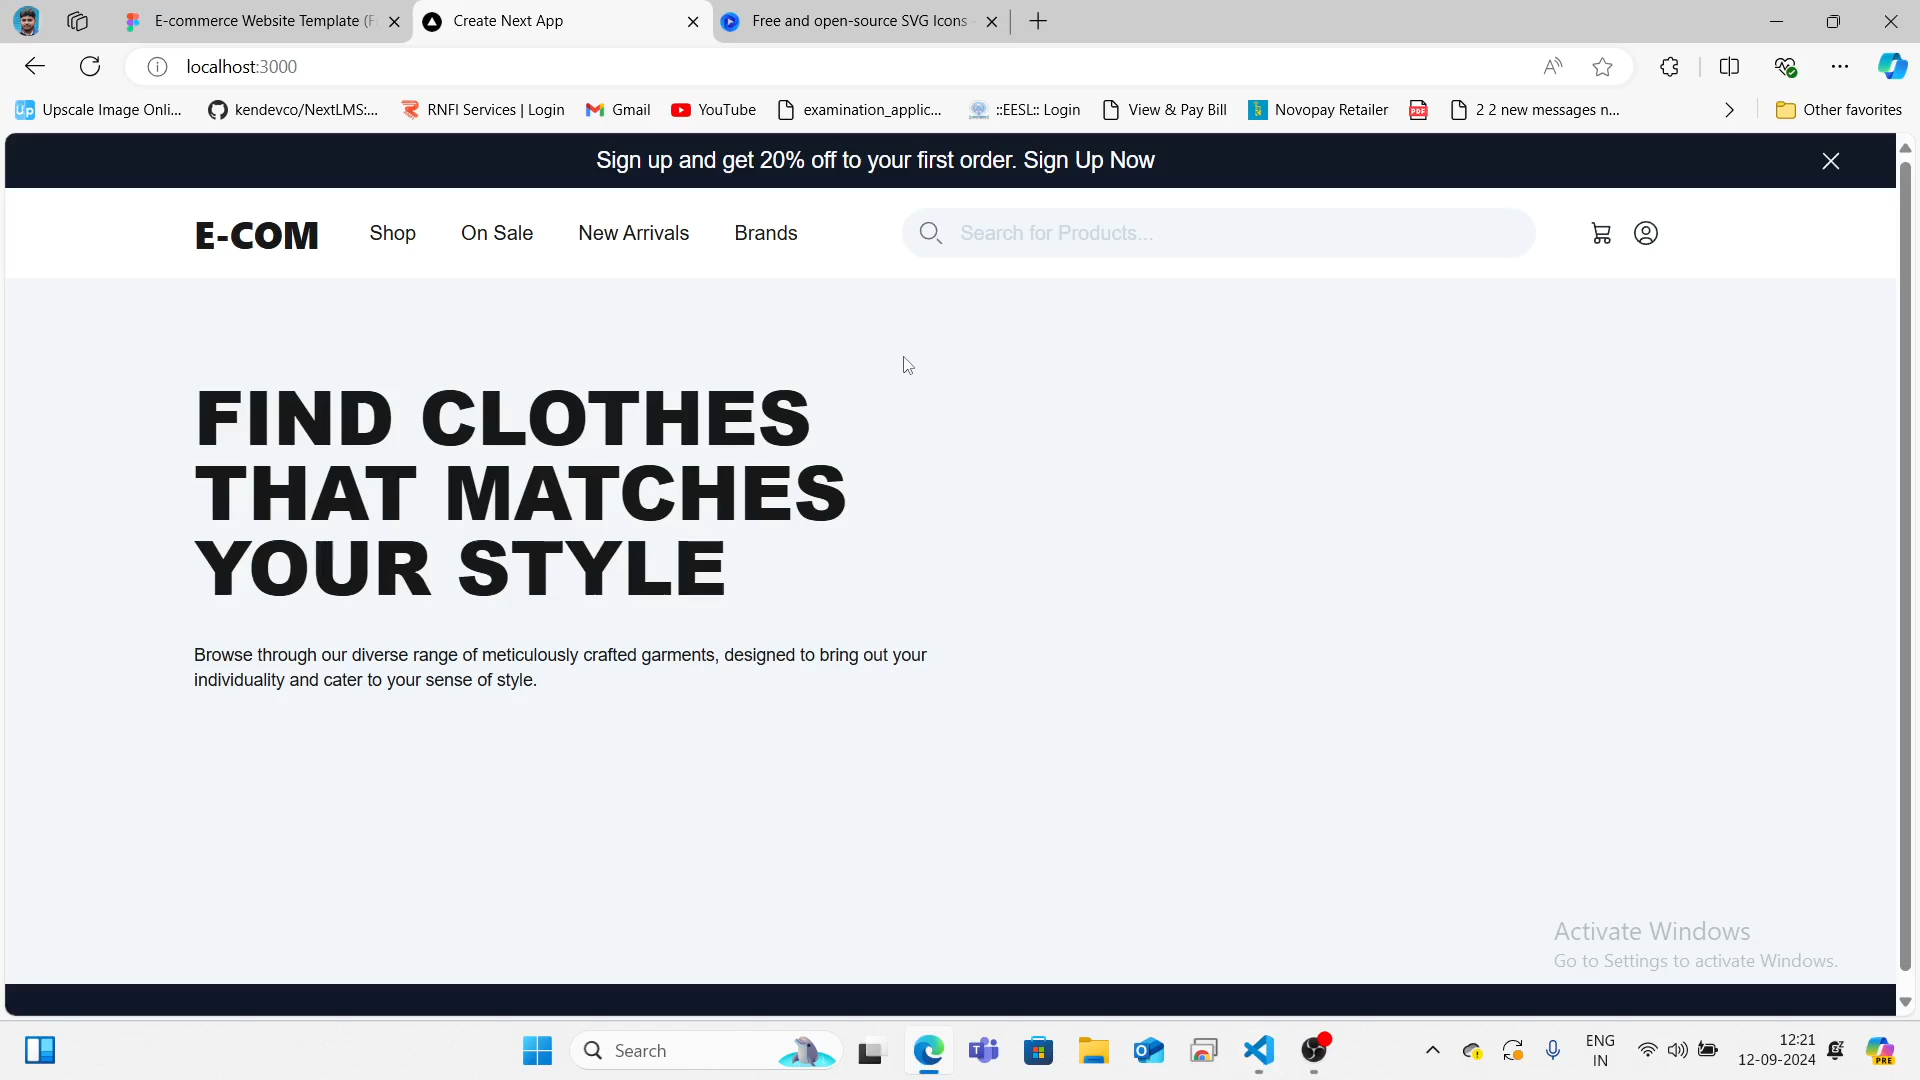 E-commerce Website Template (F
Create Next App
Free and open-source SVG Icons
localhost:3000
Upscale Image Onli...
kendevco/NextLMS:...
RNFI Services | Login
Gmail
YouTube
examination_applic...
::EESL:: Login
View & Pay Bill
Novopay Retailer
PDF
2 2 new messages n...
Other favorites
Sign up and get 20% off to your first order. Sign Up Now
E-COM
Shop
On Sale
New Arrivals
Brands
Search for Products...
FIND CLOTHES
THAT MATCHES
YOUR STYLE
Browse through our diverse range of meticulously crafted garments, designed to bring out your
individuality and cater to your sense of style.
Activate Windows
Go to Settings to activate Windows.
Search
ENG
IN
12:21
12-09-2024
PRE